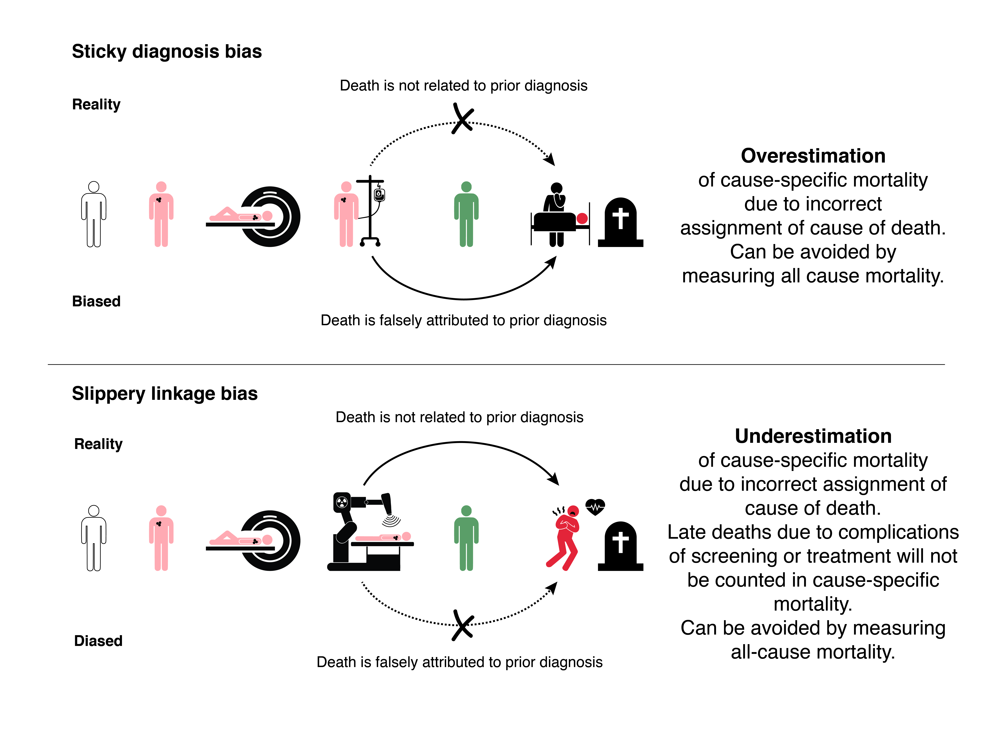 Sticky diagnosis bias
Death is not related to prior diagnosis
Reality
Overestimation
of cause-specific mortality
due to incorrect
assignment of cause of death.
Can be avoided by
measuring all cause mortality.
Biased
Death is falsely attributed to prior diagnosis
Slippery linkage bias
Death is not related to prior diagnosis
Reality
Underestimation
of cause-specific mortality
due to incorrect assignment of
cause of death.
Late deaths due to complications
of screening or treatment will not
be counted in cause-specific
mortality.
Can be avoided by measuring
all-cause mortality.
Diased
Death is falsely attributed to prior diagnosis